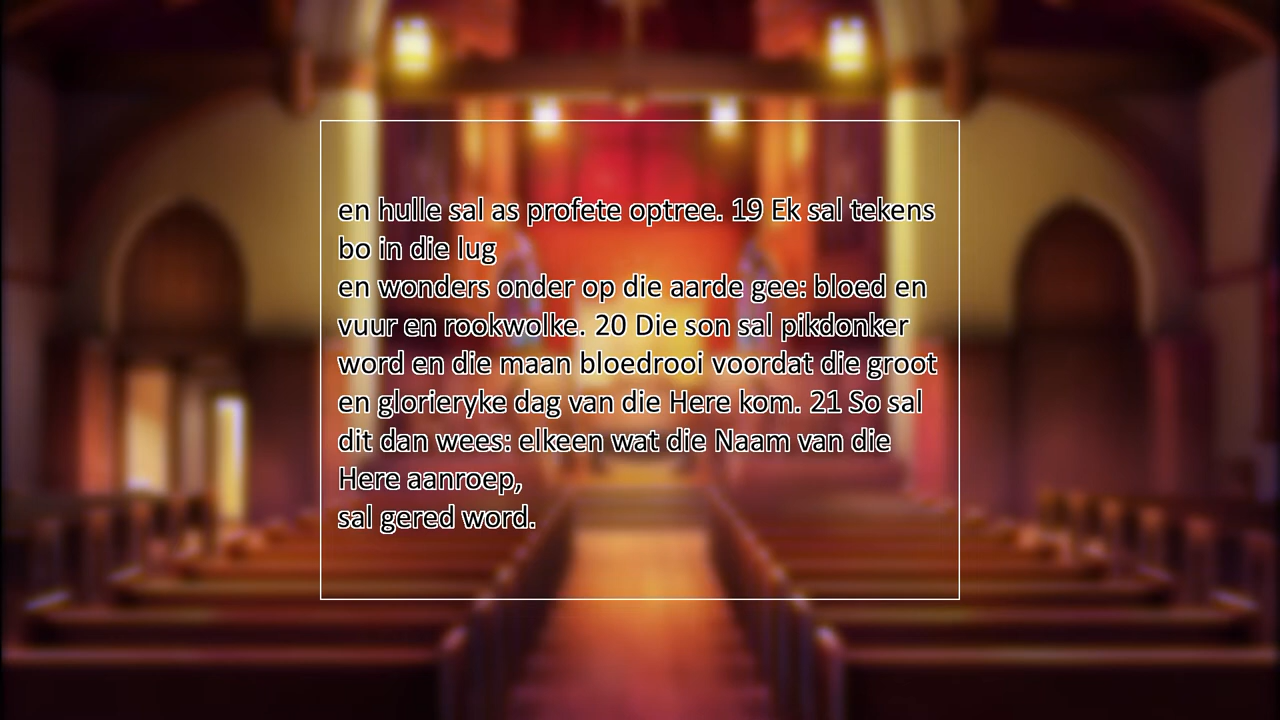 en hulle sal as profete optree. 19 Ek sal tekens
bo in die lug
en wonders onder op die aarde gee: bloed en
vuur en rookwolke. 20 Die son sal pikdonker
word en die maan bloedrooi voordat die groot
en glorieryke dag van die Here kom. 21 So sal
dit dan wees: elkeen wat die Naam van die
Here aanroep,
sal gered word.